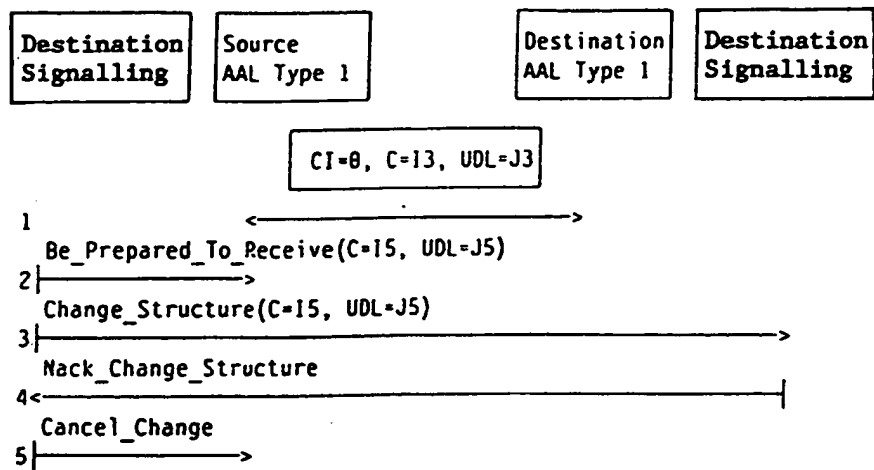 Destination
Signalling
Source
AAL Type 1
Destination
AAL Type 1
Destination
Signalling
CI=0, C=I3, UDL=J3
1
Be_Prepared_To_Receive(C=I5, UDL=J5)
2
Change_Structure(C=I5, UDL=J5)
3
Nack_Change_Structure
4
Cancel_Change
5